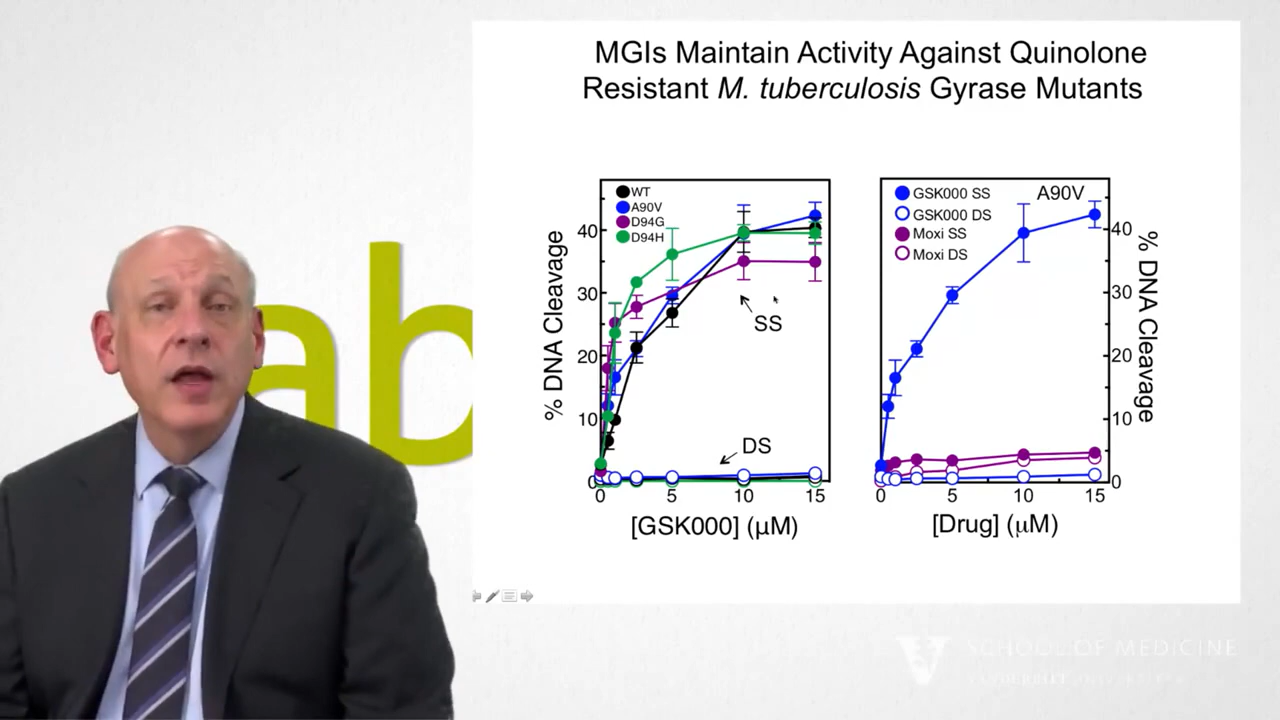 MGIs Maintain Activity Against Quinolone
Resistant M. tuberculosis Gyrase Mutants
WT
A90V
D94G
D94H
% DNA Cleavage
40
30
20
10
0
SS
DS
0 5 10 15
[GSK000] (µM)
GSK000 SS
GSK000 DS
Moxi SS
Moxi DS
A90V
40
30
20
10
0
% DNA Cleavage
0 5 10 15
[Drug] (µM)
ab
V
SCHOOL OF MEDICINE